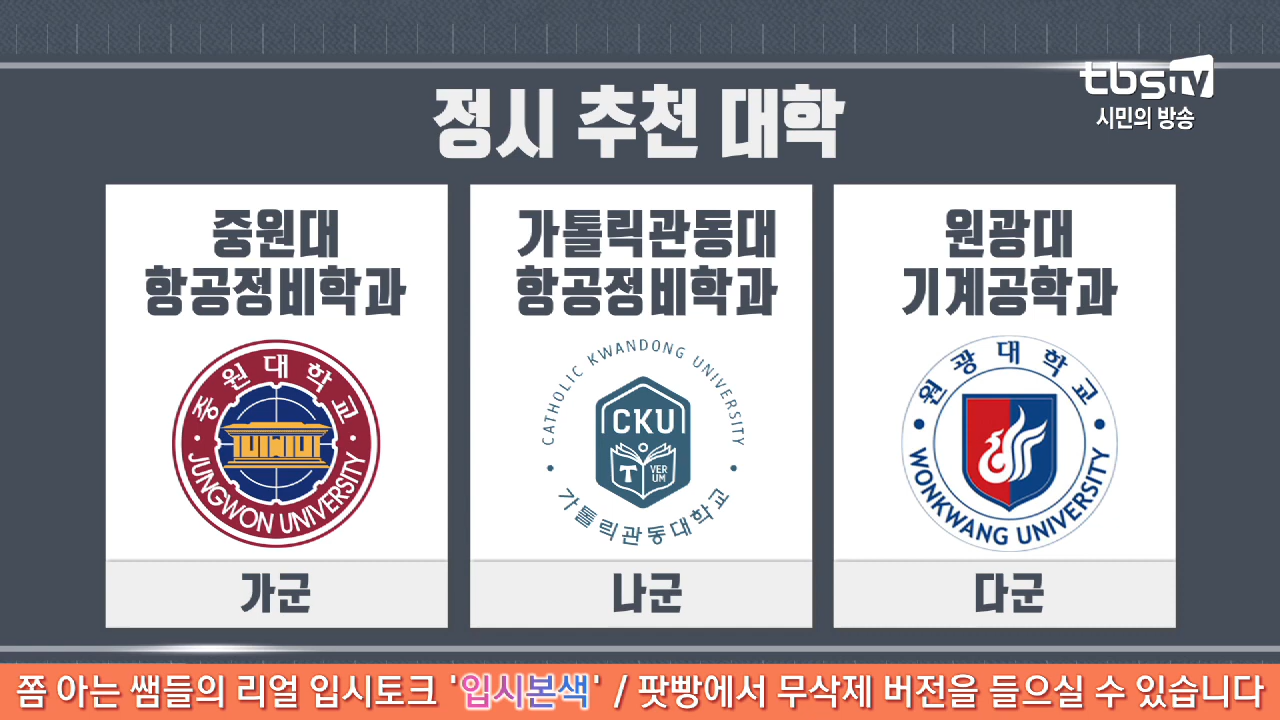 tbs TV
시민의 방송
정시 추천 대학
중원대
항공정비학과
중원대학교
JUNGWON UNIVERSITY
가군
가톨릭관동대
항공정비학과
CATHOLIC KWANDONG UNIVERSITY
CKU
T VER
UM
가톨릭관동대학교
나군
원광대
기계공학과
원광대학교
WONKWANG UNIVERSITY
다군
쫌 아는 쌤들의 리얼 입시토크 '입시본색' / 팟빵에서 무삭제 버전을 들으실 수 있습니다